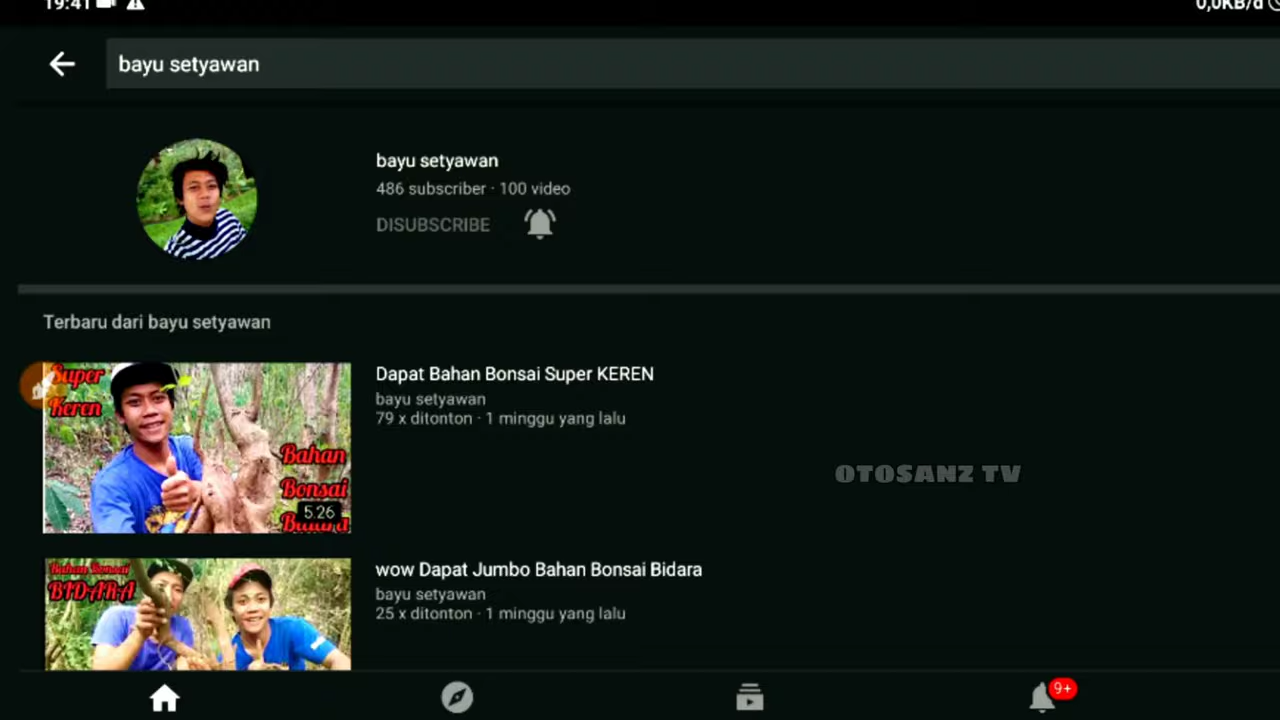 19:41
0,0KB/d
bayu setyawan
bayu setyawan
486 subscriber · 100 video
DISUBSCRIBE
Terbaru dari bayu setyawan
Super
Keren
Bahan
Bonsai
Bidara
5.26
Dapat Bahan Bonsai Super KEREN
bayu setyawan
79 x ditonton · 1 minggu yang lalu
OTOSANZ TV
Bahan Bonsai
BIDARA
wow Dapat Jumbo Bahan Bonsai Bidara
bayu setyawan
25 x ditonton · 1 minggu yang lalu
9+